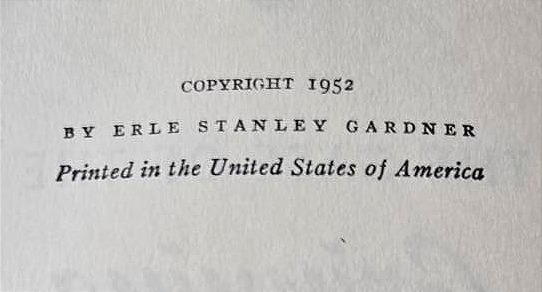 COPYRIGHT 1952
BY ERLE STANLEY GARDNER
Printed in the United States of America